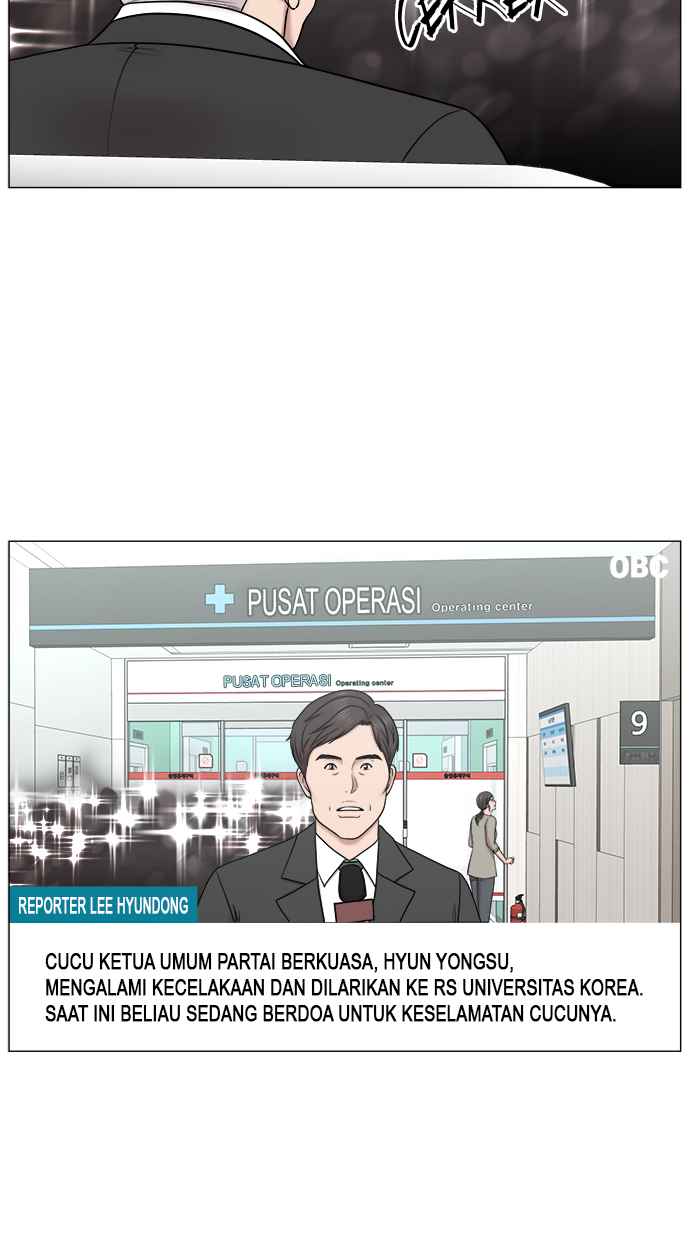 OBC
PUSAT OPERASI Operating center
PUSAT OPERASI Operating center
9
REPORTER LEE HYUNDONG
CUCU KETUA UMUM PARTAI BERKUASA, HYUN YONGSU,
MENGALAMI KECELAKAAN DAN DILARIKAN KE RS UNIVERSITAS KOREA.
SAAT INI BELIAU SEDANG BERDOA UNTUK KESELAMATAN CUCUNYA.